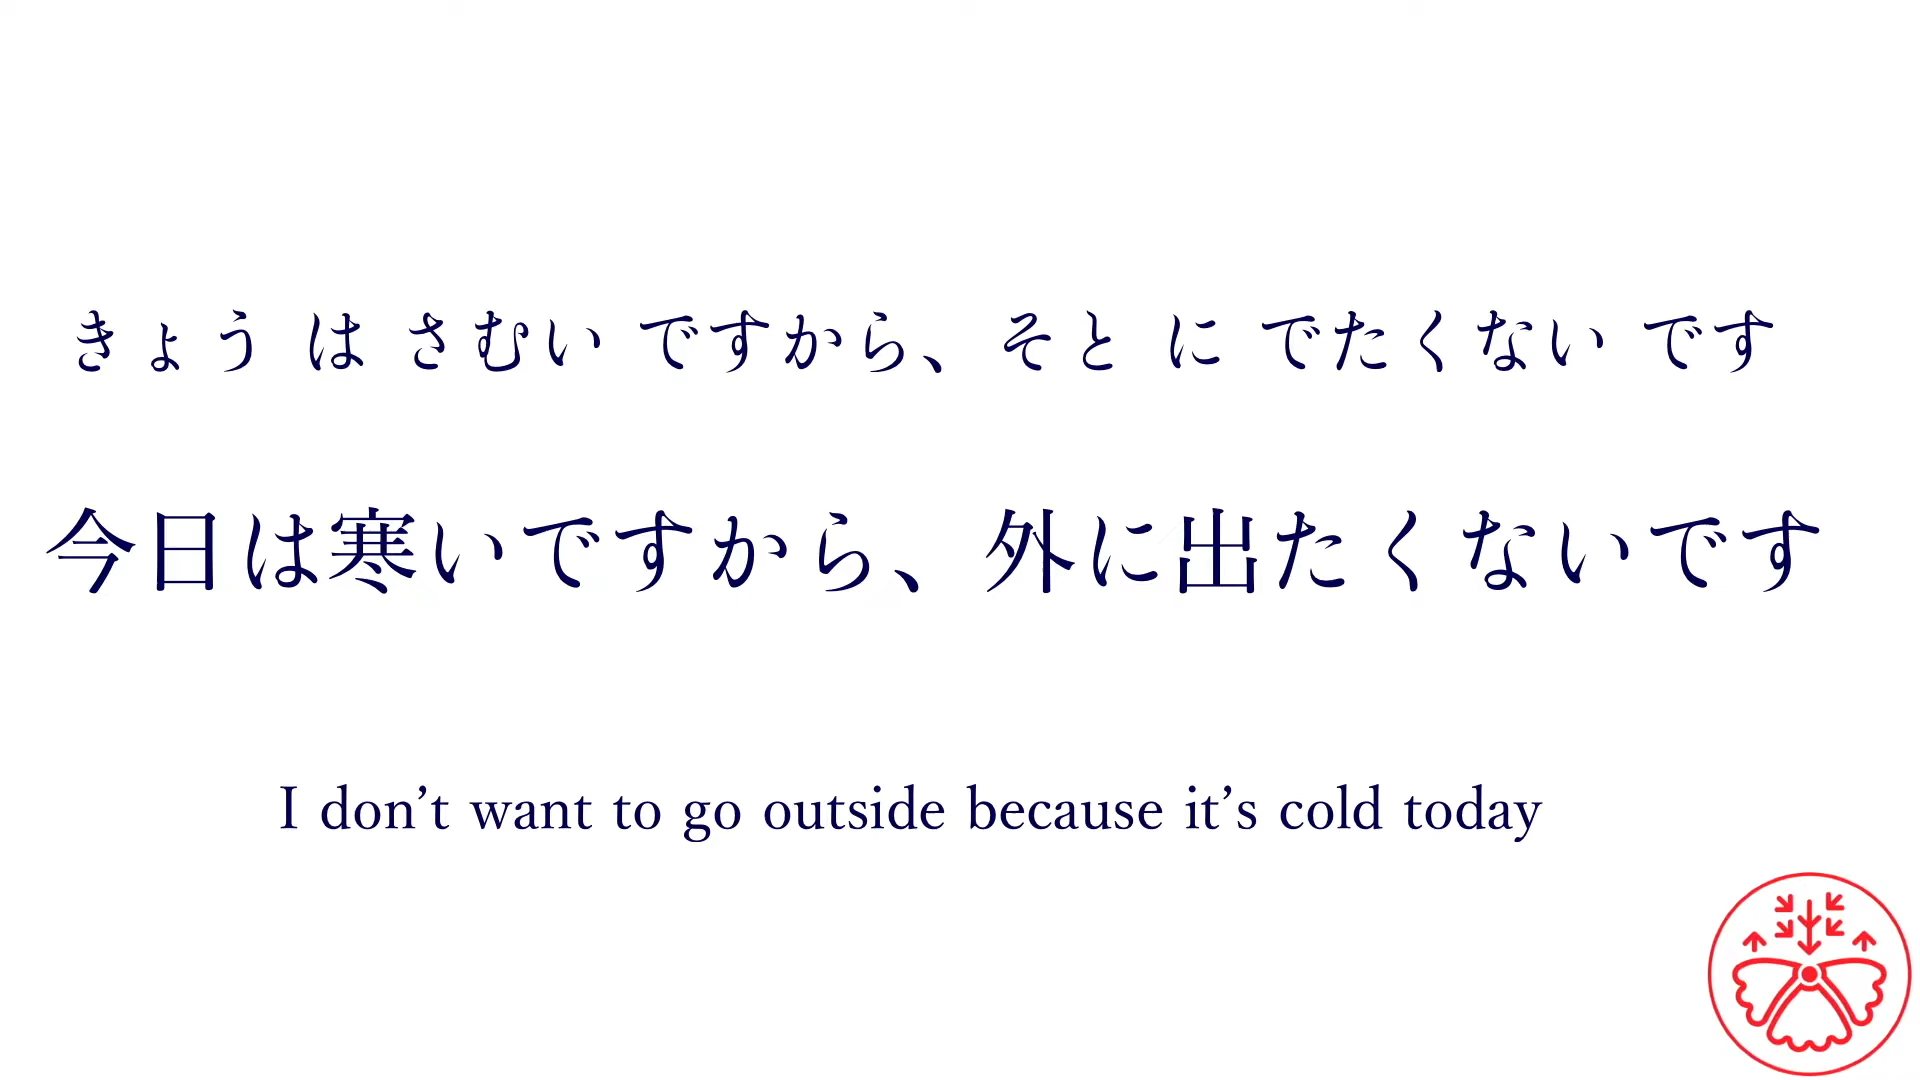 きょう は さむい ですから、そと に でたくない です
今日は寒いですから、外に出たくないです
I don’t want to go outside because it’s cold today